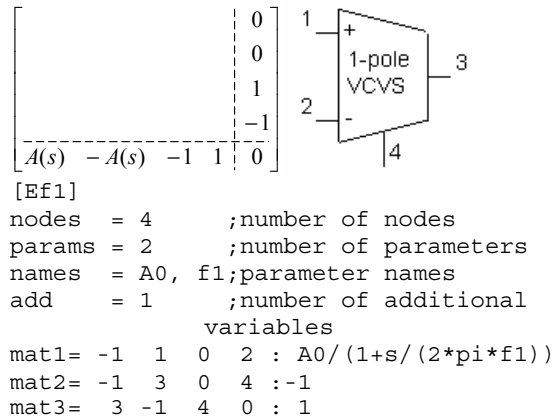 0
0
1
−1
A(s) −A(s) −1 1 0
1 + 1-pole VCVS 3
2 -
4
[Ef1]
nodes = 4 ;number of nodes
params = 2 ;number of parameters
names = A0, f1;parameter names
add = 1 ;number of additional
variables
mat1= -1 1 0 2 : A0/(1+s/(2*pi*f1))
mat2= -1 3 0 4 :-1
mat3= 3 -1 4 0 : 1